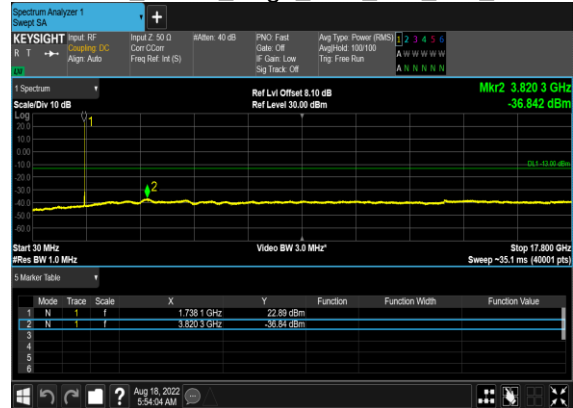 Spectrum Analyzer 1
Swept SA
+
KEYSIGHT
R T
LXI
Input: RF
Coupling: DC
Align: Auto
Input Z: 50 Ω
Corr CCorr
Freq Ref: Int (S)
#Atten: 40 dB
PNO: Fast
Gate: Off
IF Gain: Low
Sig Track: Off
Avg Type: Power (RMS)
Avg|Hold: 100/100
Trig: Free Run
1 2 3 4 5 6
A W W W W W
A N N N N N
1 Spectrum
Scale/Div 10 dB
Ref Lvl Offset 8.10 dB
Ref Level 30.00 dBm
Mkr2 3.820 3 GHz
-36.842 dBm
Log
20.0
10.0
0.00
-10.0
-20.0
-30.0
-40.0
-50.0
-60.0
1
2
DL1 -13.00 dBm
Start 30 MHz
#Res BW 1.0 MHz
Video BW 3.0 MHz*
Stop 17.800 GHz
Sweep ~35.1 ms (40001 pts)
5 Marker Table
Mode Trace Scale X Y Function Function Width Function Value
1 N 1 f 1.738 1 GHz 22.89 dBm
2 N 1 f 3.820 3 GHz -36.84 dBm
3
4
5
6
?
Aug 18, 2022
5:54:04 AM